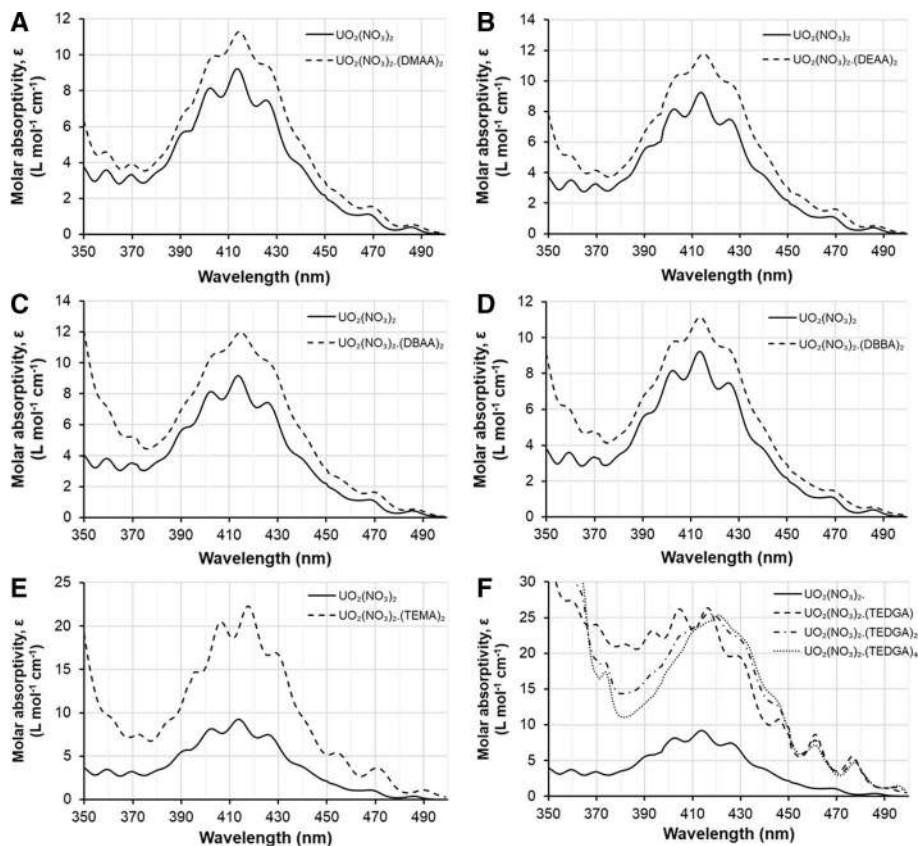 A
Molar absorptivity, ε
(L mol⁻¹ cm⁻¹)
12
10
8
6
4
2
0
350 370 390 410 430 450 470 490
Wavelength (nm)
UO₂(NO₃)₂
UO₂(NO₃)₂.(DMAA)₂
B
Molar absorptivity, ε
(L mol⁻¹ cm⁻¹)
14
12
10
8
6
4
2
0
350 370 390 410 430 450 470 490
Wavelength (nm)
UO₂(NO₃)₂
UO₂(NO₃)₂.(DEAA)₂
C
Molar absorptivity, ε
(L mol⁻¹ cm⁻¹)
14
12
10
8
6
4
2
0
350 370 390 410 430 450 470 490
Wavelength (nm)
UO₂(NO₃)₂
UO₂(NO₃)₂.(DBAA)₂
D
Molar absorptivity, ε
(L mol⁻¹ cm⁻¹)
12
10
8
6
4
2
0
350 370 390 410 430 450 470 490
Wavelength (nm)
UO₂(NO₃)₂
UO₂(NO₃)₂.(DBBA)₂
E
Molar absorptivity, ε
(L mol⁻¹ cm⁻¹)
25
20
15
10
5
0
350 370 390 410 430 450 470 490
Wavelength (nm)
UO₂(NO₃)₂
UO₂(NO₃)₂.(TEMA)₂
F
Molar absorptivity, ε
(L mol⁻¹ cm⁻¹)
30
25
20
15
10
5
0
350 370 390 410 430 450 470 490
Wavelength (nm)
UO₂(NO₃)₂.
UO₂(NO₃)₂.(TEDGA)
UO₂(NO₃)₂.(TEDGA)₂